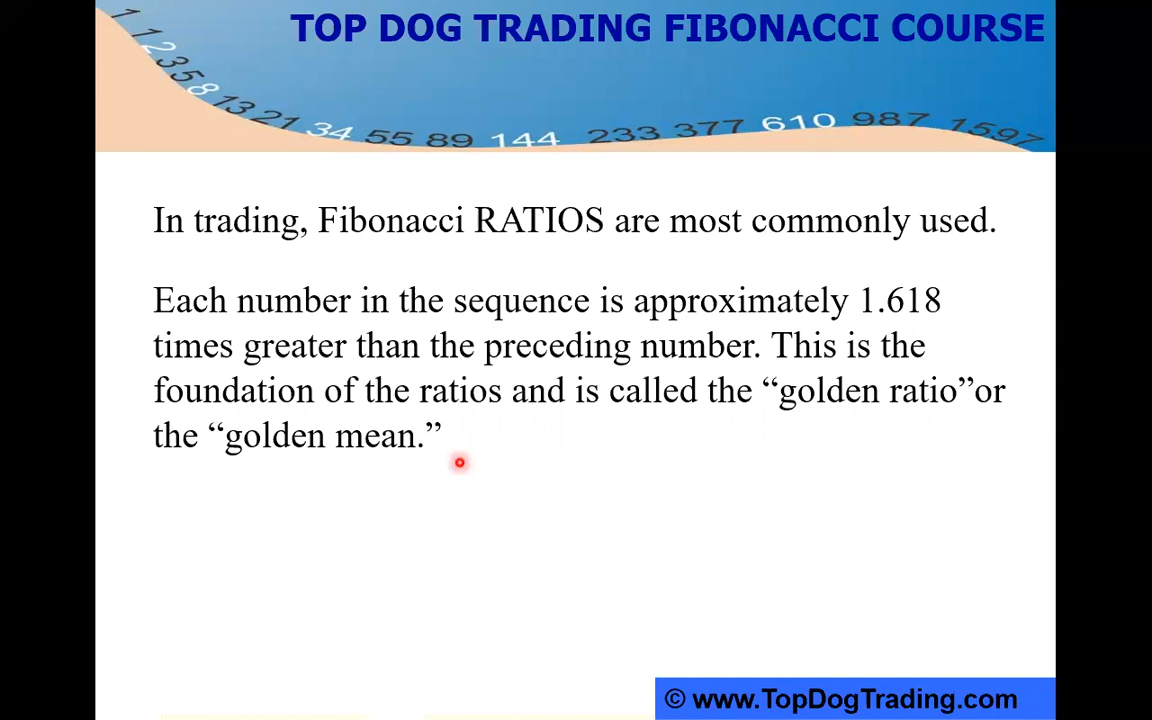 TOP DOG TRADING FIBONACCI COURSE
1 1 2 3 5 8 13 21 34 55 89 144 233 377 610 987 1597
In trading, Fibonacci RATIOS are most commonly used.
Each number in the sequence is approximately 1.618
times greater than the preceding number. This is the
foundation of the ratios and is called the “golden ratio”or
the “golden mean.”
© www.TopDogTrading.com